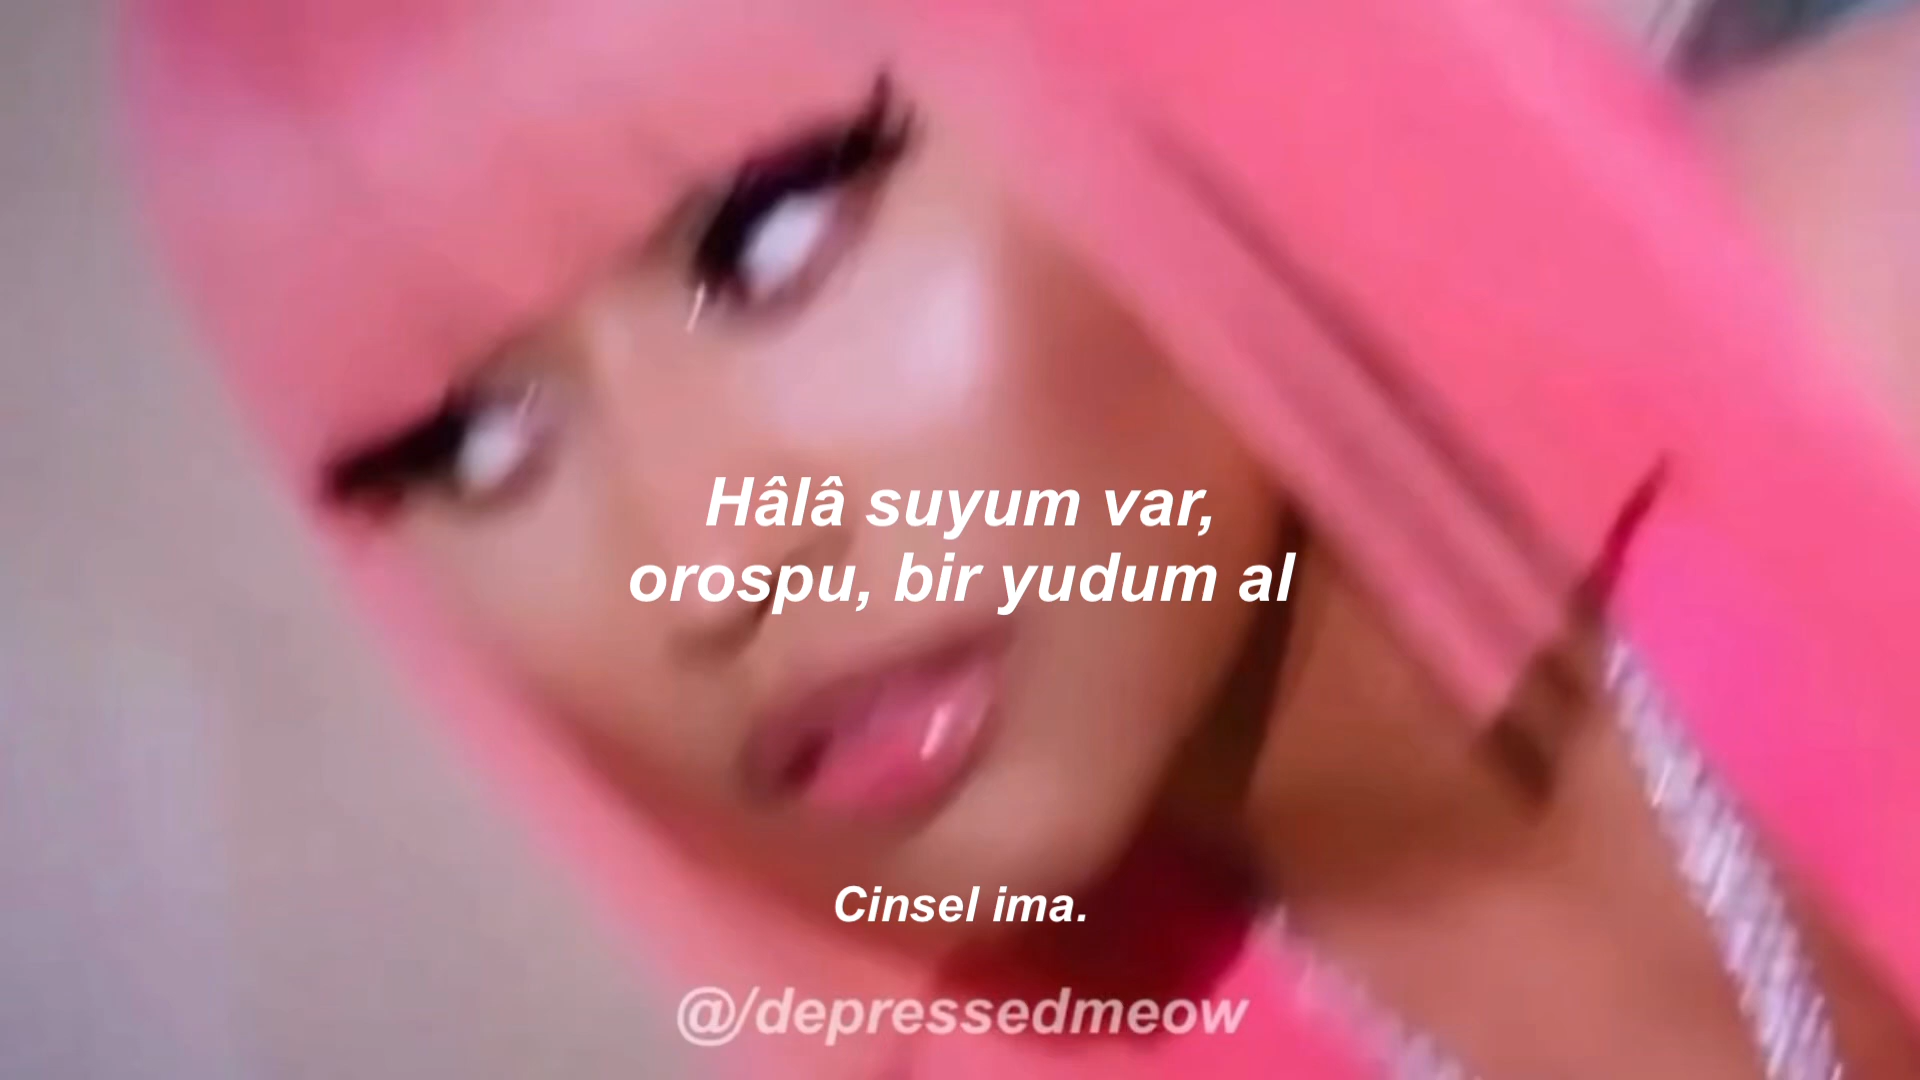 Hâlâ suyum var,
orospu, bir yudum al
Cinsel ima.
@/depressedmeow